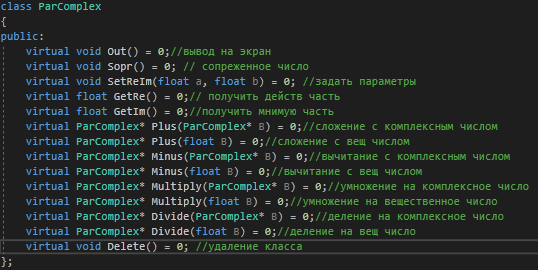 class ParComplex
{
public:
virtual void Out() = 0;//вывод на экран
virtual void Sopr() = 0; // сопреженное число
virtual void SetReIm(float a, float b) = 0; //задать параметры
virtual float GetRe() = 0;// получить действ часть
virtual float GetIm() = 0;//получить мнимую часть
virtual ParComplex* Plus(ParComplex* B) = 0;//сложение с комплексным числом
virtual ParComplex* Plus(float B) = 0;//сложение с вещ числом
virtual ParComplex* Minus(ParComplex* B) = 0;//вычитание с комплексным числом
virtual ParComplex* Minus(float B) = 0;//вычитание с вещ числом
virtual ParComplex* Multiply(ParComplex* B) = 0;//умножение на комплексное число
virtual ParComplex* Multiply(float B) = 0;//умножение на вещественное число
virtual ParComplex* Divide(ParComplex* B) = 0;//деление на комплексное число
virtual ParComplex* Divide(float B) = 0;//деление на вещ число
virtual void Delete() = 0; //удаление класса
};